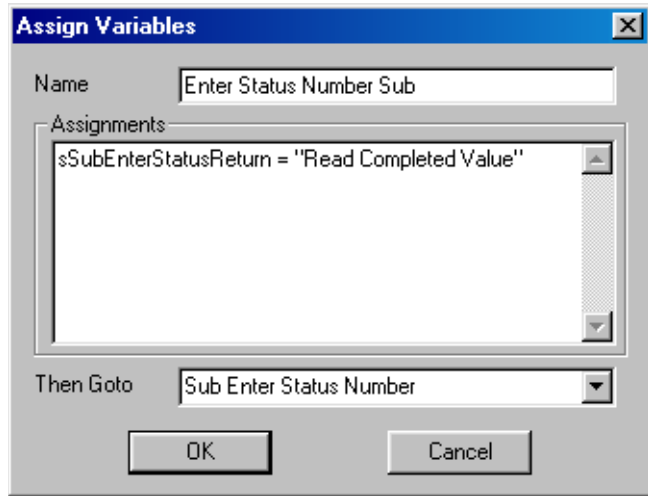 Assign Variables
Name Enter Status Number Sub
Assignments
sSubEnterStatusReturn = "Read Completed Value"
Then Goto Sub Enter Status Number
OK Cancel